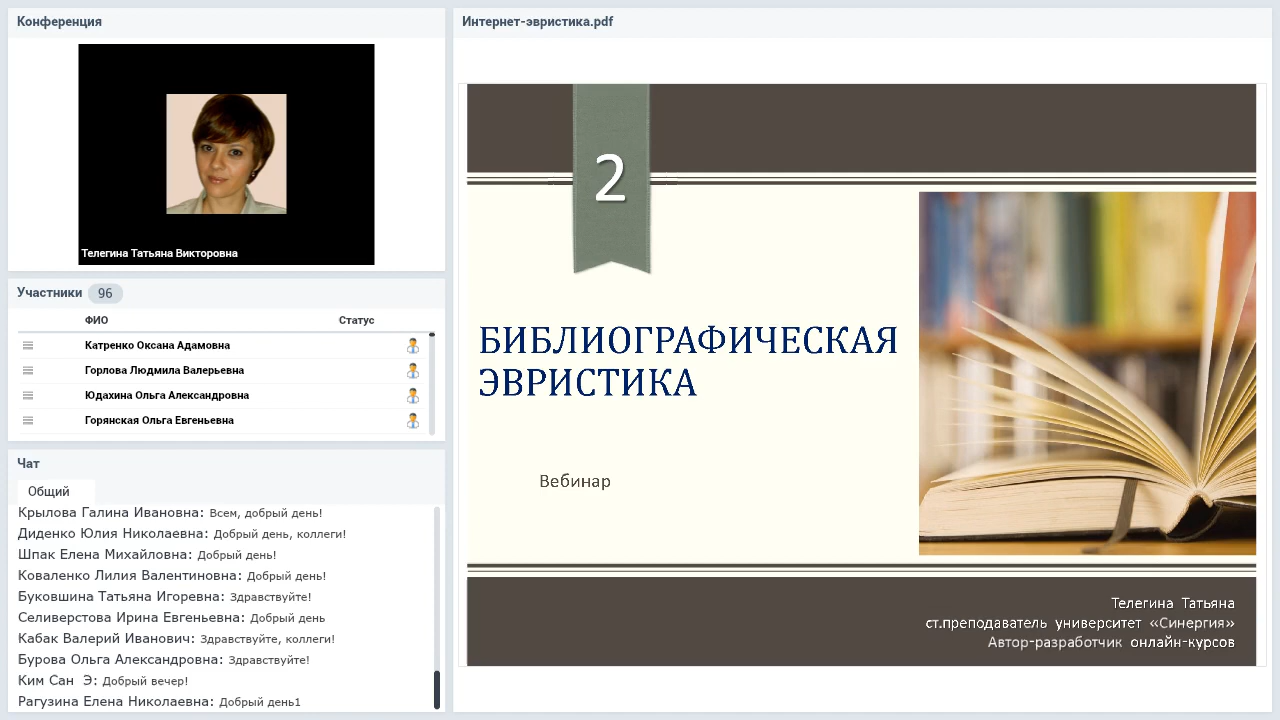 Конференция
Телегина Татьяна Викторовна
Участники 96
ФИО Статус
Катренко Оксана Адамовна
Горлова Людмила Валерьевна
Юдахина Ольга Александровна
Горянская Ольга Евгеньевна
Чат
Общий
Крылова Галина Ивановна: Всем, добрый день!
Диденко Юлия Николаевна: Добрый день, коллеги!
Шпак Елена Михайловна: Добрый день!
Коваленко Лилия Валентиновна: Добрый день!
Буковшина Татьяна Игоревна: Здравствуйте!
Селиверстова Ирина Евгеньевна: Добрый день
Кабак Валерий Иванович: Здравствуйте, коллеги!
Бурова Ольга Александровна: Здравствуйте!
Ким Сан Э: Добрый вечер!
Рагузина Елена Николаевна: Добрый день1
Интернет-эвристика.pdf
2
БИБЛИОГРАФИЧЕСКАЯ
ЭВРИСТИКА
Вебинар
Телегина Татьяна
ст.преподаватель университет «Синергия»
Автор-разработчик онлайн-курсов